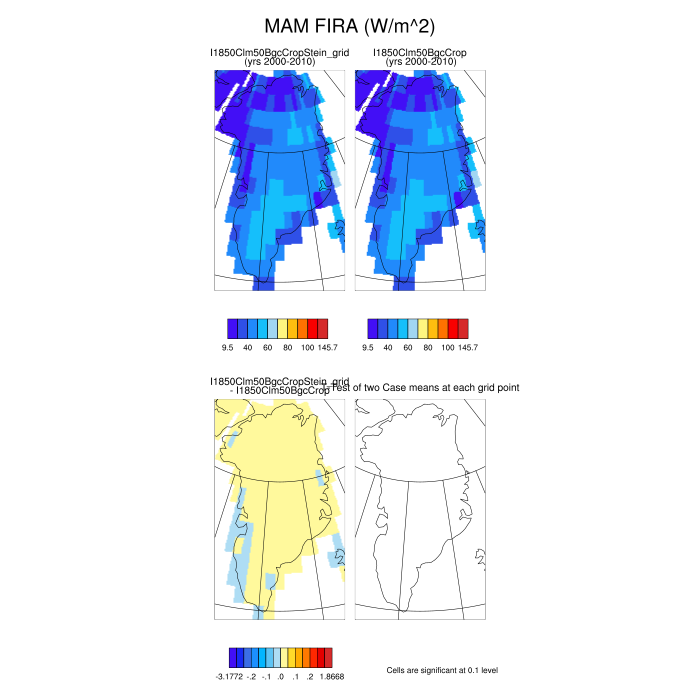 MAM FIRA (W/m^2)
I1850Clm50BgcCropStein_grid
(yrs 2000-2010)
I1850Clm50BgcCrop
(yrs 2000-2010)
9.5 40 60 80 100 145.7
9.5 40 60 80 100 145.7
I1850Clm50BgcCropStein_grid
- I1850Clm50BgcCrop
T-Test of two Case means at each grid point
-3.1772 -.2 -.1 .0 .1 .2 1.8668
Cells are significant at 0.1 level